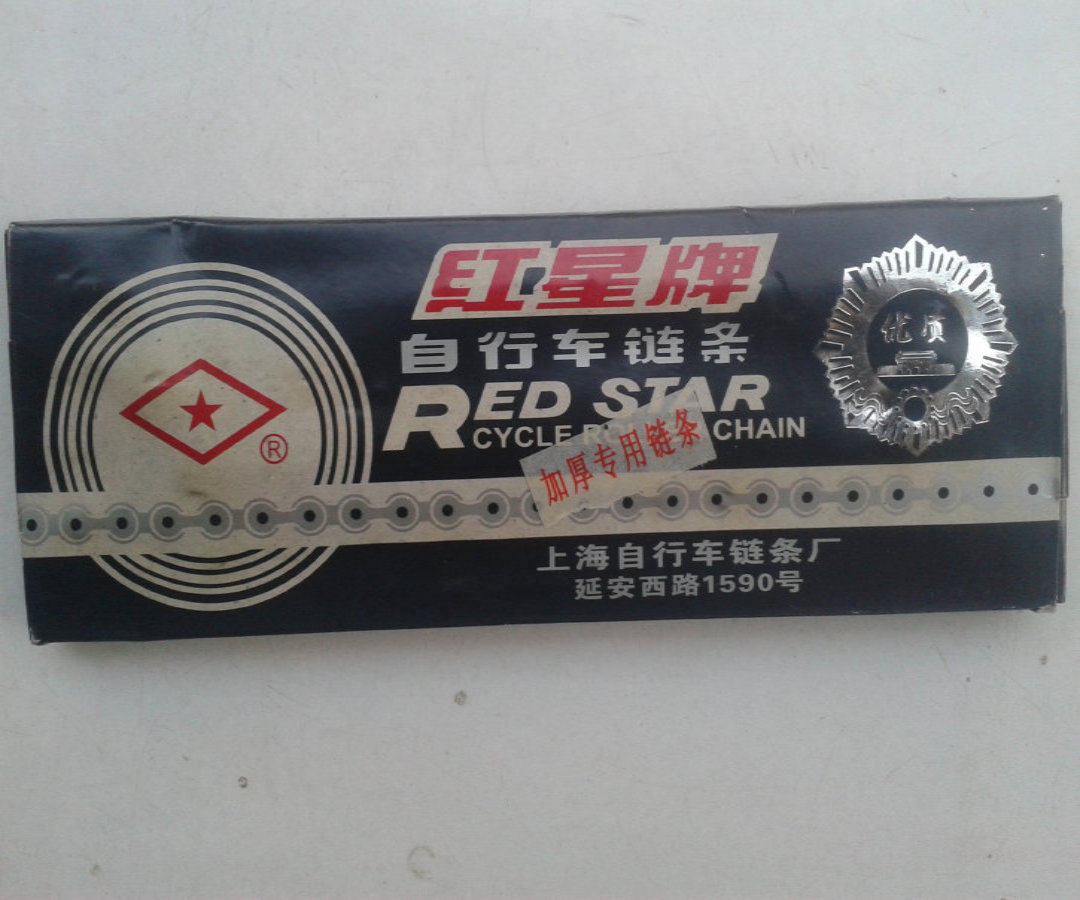 红星牌
自行车链条
RED STAR
CYCLE CHAIN
加厚专用链条
上海自行车链条厂
延安西路1590号
优质
®